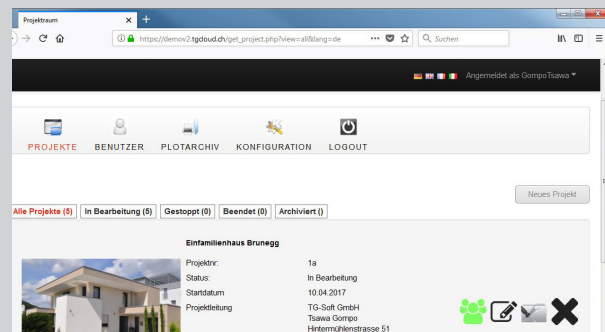 Projektraum
https://demov2.tgcloud.ch/get_project.php?view=all&lang=de
Suchen
Angemeldet als GompoTsawa
PROJEKTE BENUTZER PLOTARCHIV KONFIGURATION LOGOUT
Neues Projekt
Alle Projekte (5) In Bearbeitung (5) Gestoppt (0) Beendet (0) Archiviert ()
Einfamilienhaus Brunegg
Projektnr. 1a
Status: In Bearbeitung
Startdatum 10.04.2017
Projektleitung TG-Soft GmbH
Tsawa Gompo
Hintermühlenstrasse 51